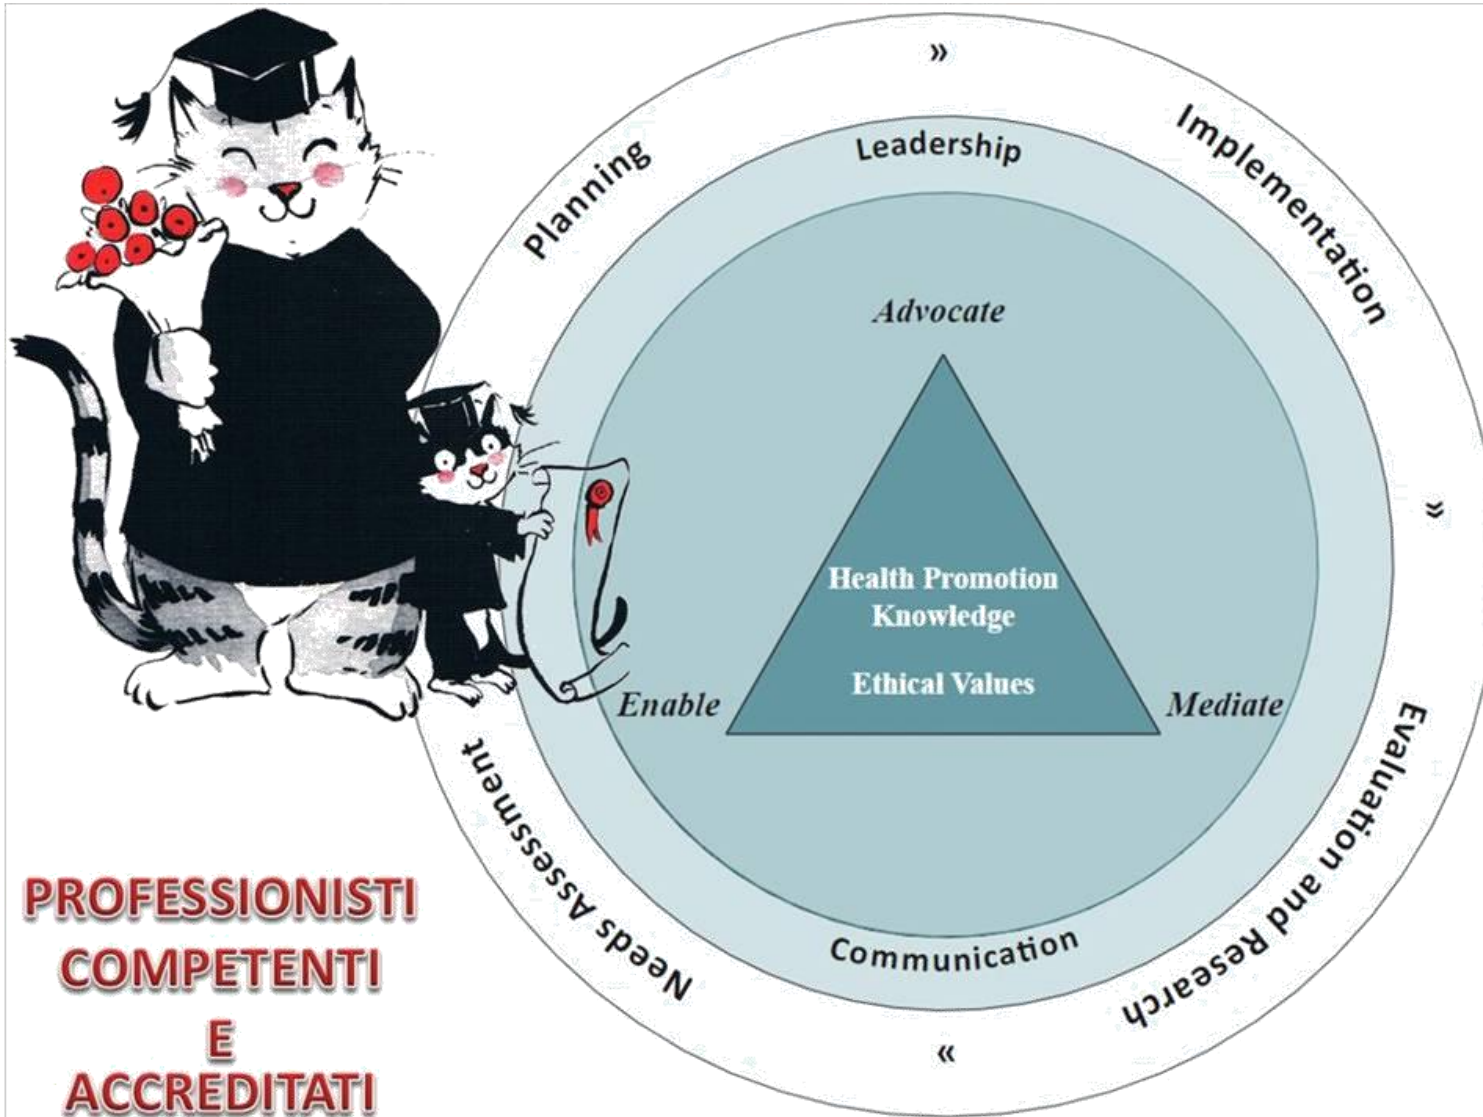 »
Planning
Implementation
Leadership
Advocate
»
Health Promotion
Knowledge
Ethical Values
Enable
Mediate
Needs Assessment
Evaluation and Research
Communication
»
PROFESSIONISTI
COMPETENTI
E
ACCREDITATI